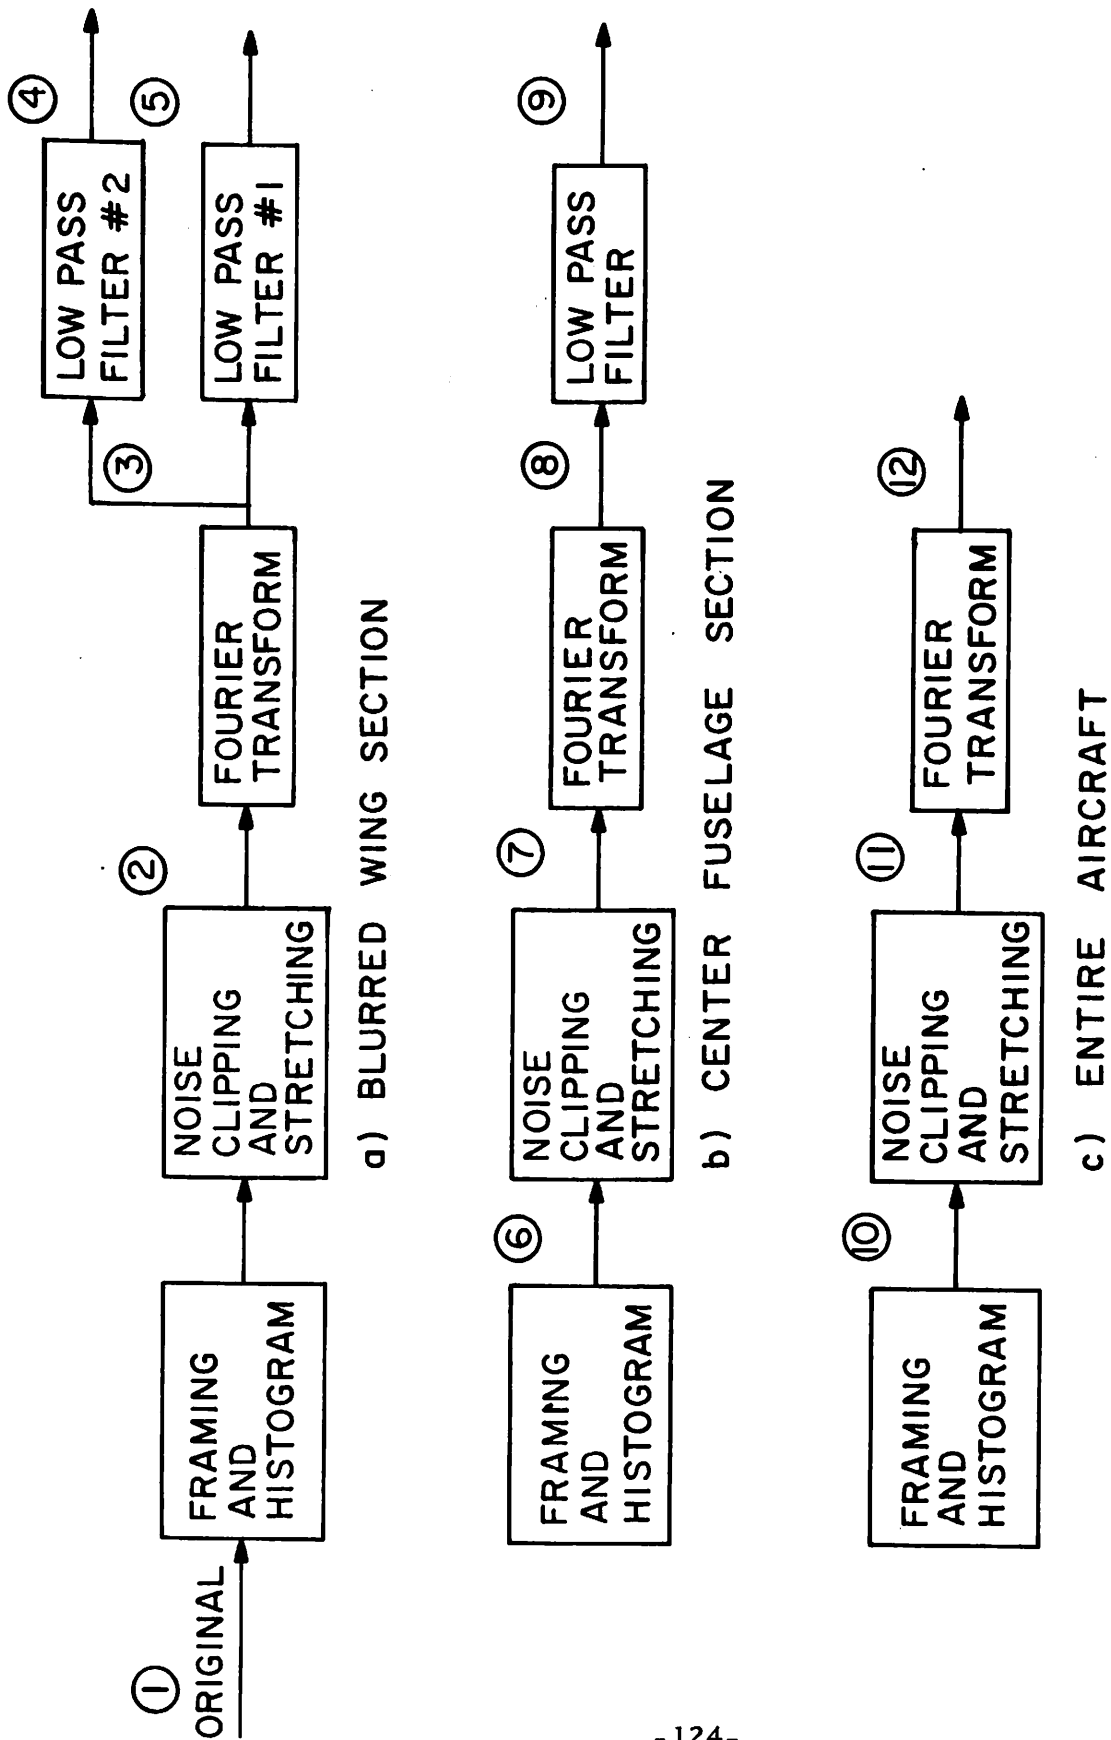 ①
ORIGINAL
FRAMING
AND
HISTOGRAM
NOISE
CLIPPING
AND
STRETCHING
②
FOURIER
TRANSFORM
③
LOW PASS
FILTER #2
④
LOW PASS
FILTER #1
⑤
a) BLURRED WING SECTION
FRAMING
AND
HISTOGRAM
⑥
NOISE
CLIPPING
AND
STRETCHING
⑦
FOURIER
TRANSFORM
⑧
LOW PASS
FILTER
⑨
b) CENTER FUSELAGE SECTION
FRAMING
AND
HISTOGRAM
⑩
NOISE
CLIPPING
AND
STRETCHING
⑪
FOURIER
TRANSFORM
⑫
c) ENTIRE AIRCRAFT
-124-